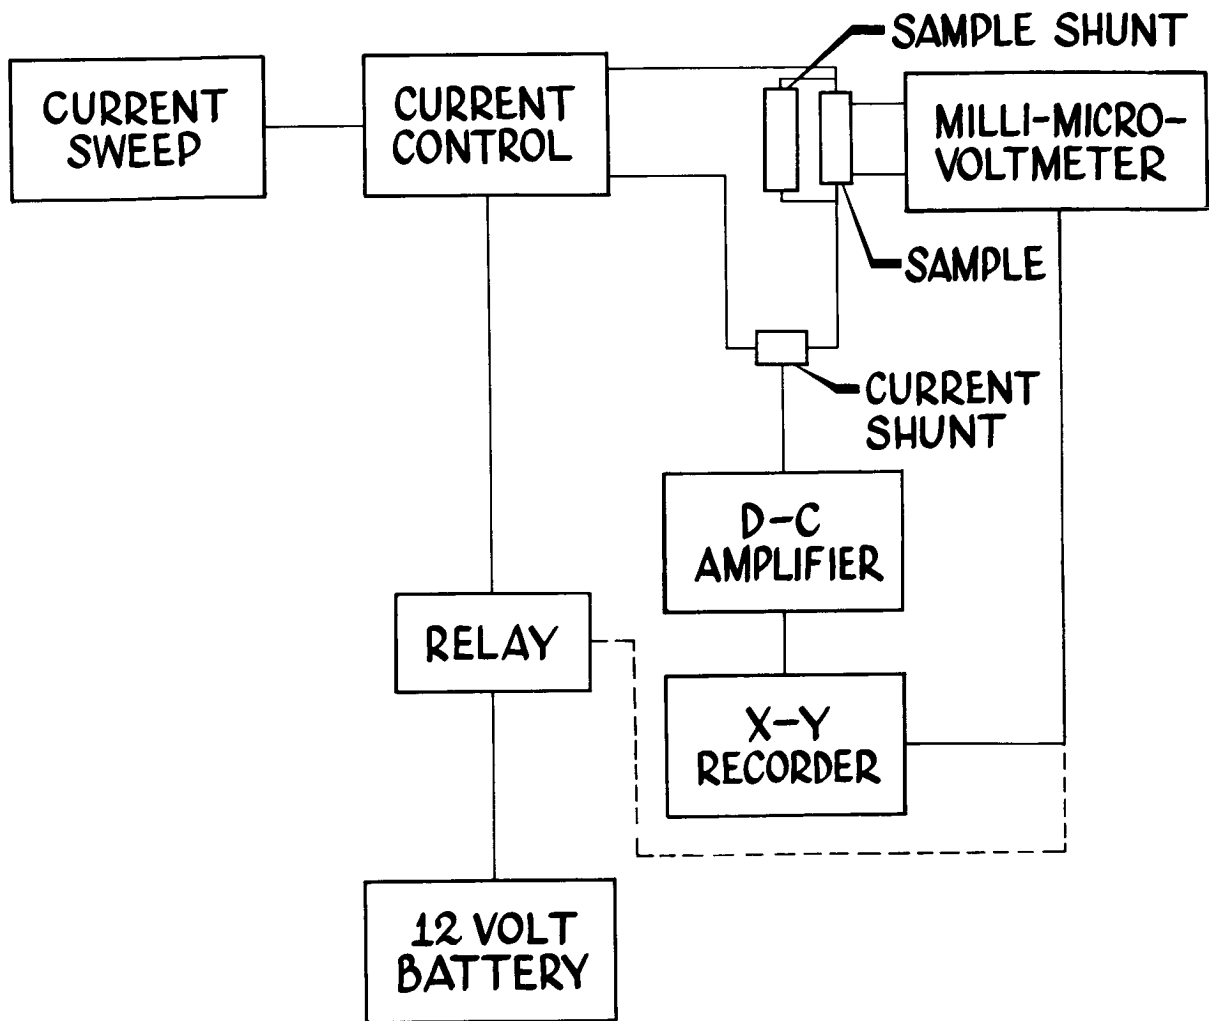 SAMPLE SHUNT
CURRENT
SWEEP
CURRENT
CONTROL
MILLI-MICRO-
VOLTMETER
SAMPLE
CURRENT
SHUNT
D-C
AMPLIFIER
RELAY
X-Y
RECORDER
12 VOLT
BATTERY